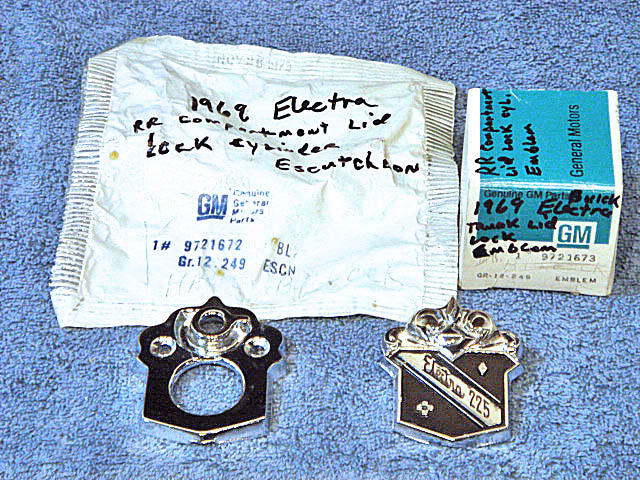 1969 Electra
RR Compartment Lid
Lock Cylinder
Escutcheon
GM
Genuine
General
Motors
Parts
1# 9721672 BL.
Gr.12.249 ESCN
RR Compartment
Lid Lock Cyl.
Emblem
General Motors
Genuine GM Parts
Buick
1969 Electra
Trunk Lid
Lock
Emblem
GM
9721673
GR-12-249 EMBLEM
Electra 225